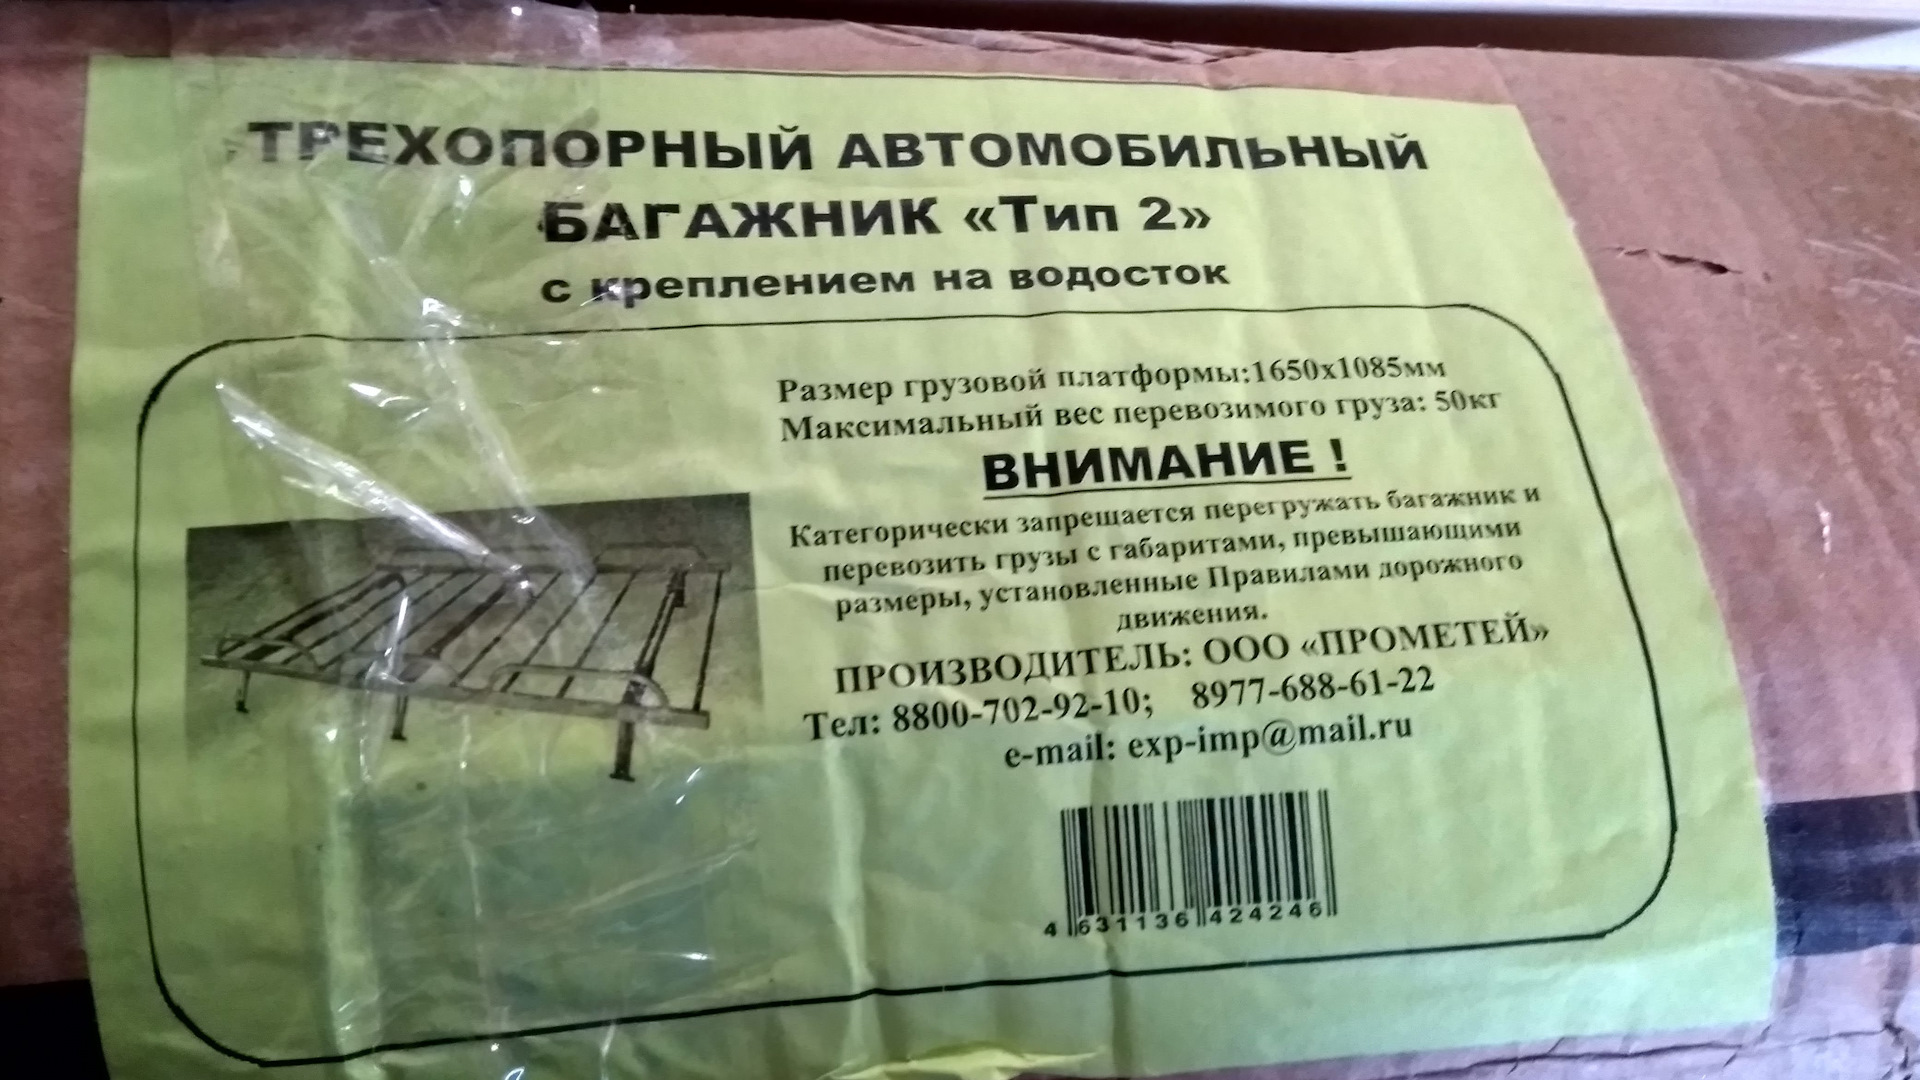 ТРЕХОПОРНЫЙ АВТОМОБИЛЬНЫЙ
БАГАЖНИК «Тип 2»
с креплением на водосток
Размер грузовой платформы:1650х1085мм
Максимальный вес перевозимого груза: 50кг
ВНИМАНИЕ !
Категорически запрещается перегружать багажник и
перевозить грузы с габаритами, превышающими
размеры, установленные Правилами дорожного
движения.
ПРОИЗВОДИТЕЛЬ: ООО «ПРОМЕТЕЙ»
Тел: 8800-702-92-10; 8977-688-61-22
e-mail: exp-imp@mail.ru
4 631136 424246